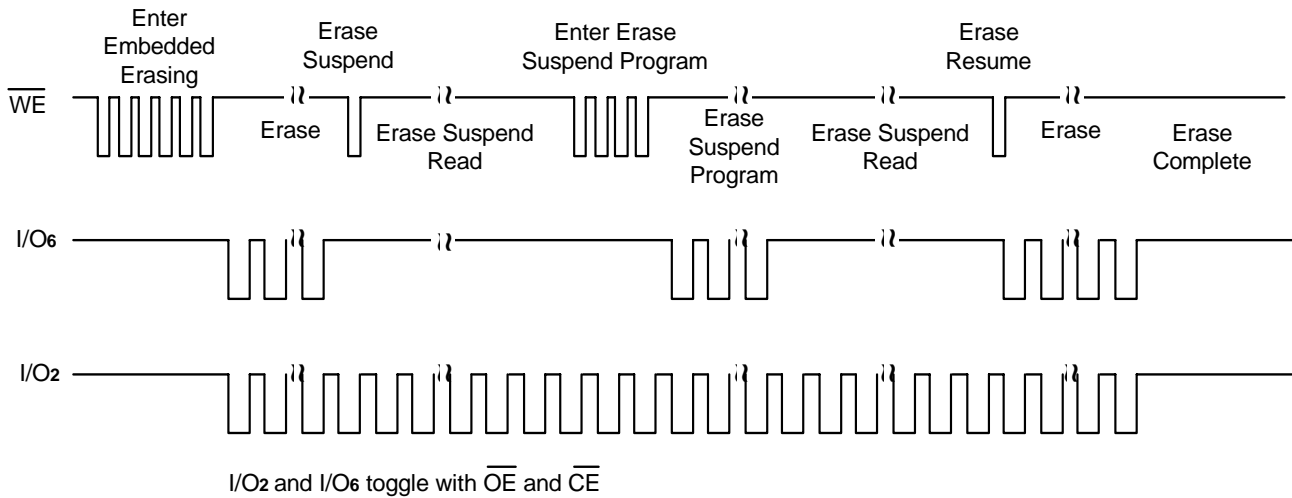 Enter
Embedded
Erasing
Erase
Suspend
Enter Erase
Suspend Program
Erase
Resume
WE
Erase
Erase Suspend
Read
Erase
Suspend
Program
Erase Suspend
Read
Erase
Erase
Complete
I/O6
I/O2
I/O2 and I/O6 toggle with OE and CE